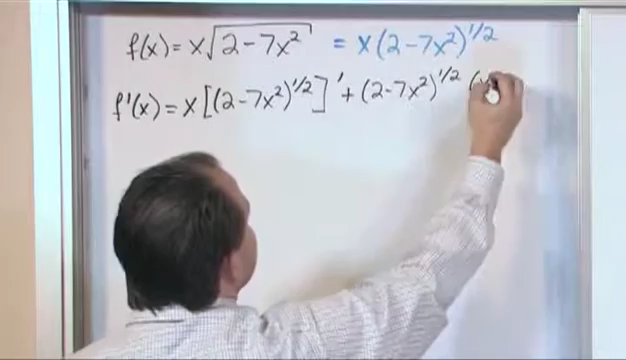 f(x) = x√(2-7x²) = x(2-7x²)^1/2
f'(x) = x[(2-7x²)^1/2]' + (2-7x²)^1/2 (